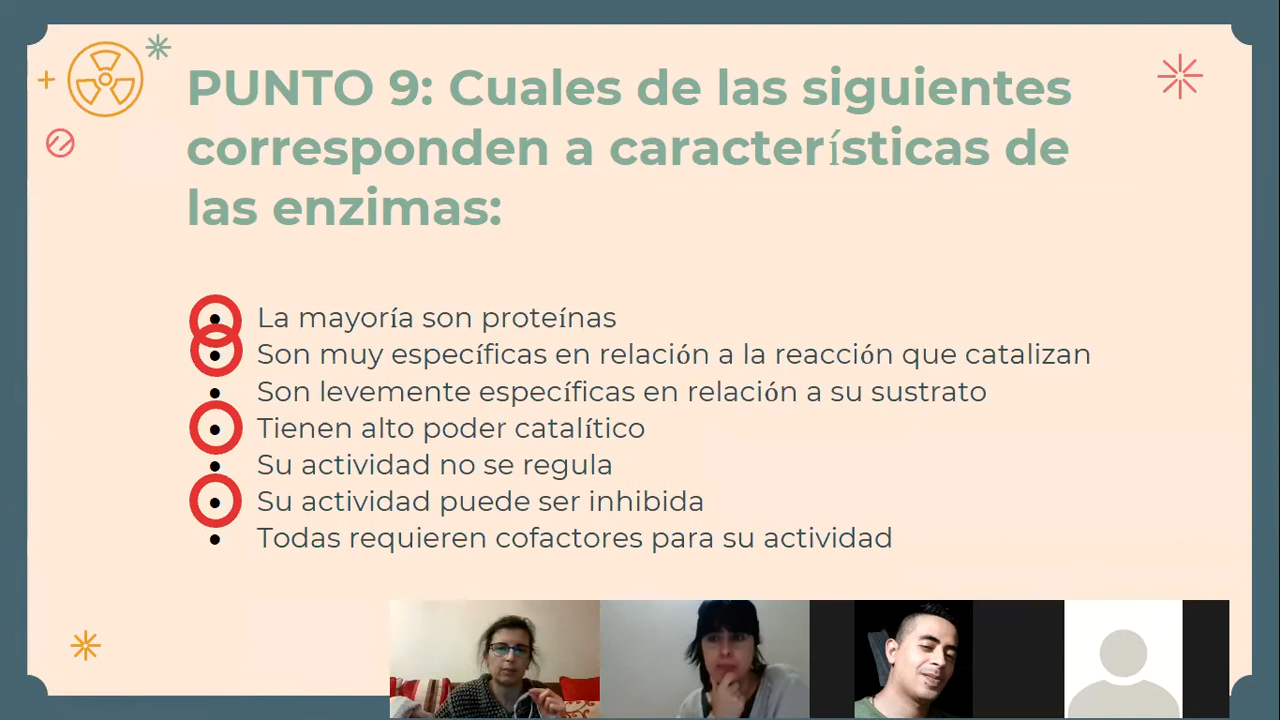 PUNTO 9: Cuales de las siguientes
corresponden a características de
las enzimas:
• La mayoría son proteínas
• Son muy específicas en relación a la reacción que catalizan
• Son levemente específicas en relación a su sustrato
• Tienen alto poder catalítico
• Su actividad no se regula
• Su actividad puede ser inhibida
• Todas requieren cofactores para su actividad